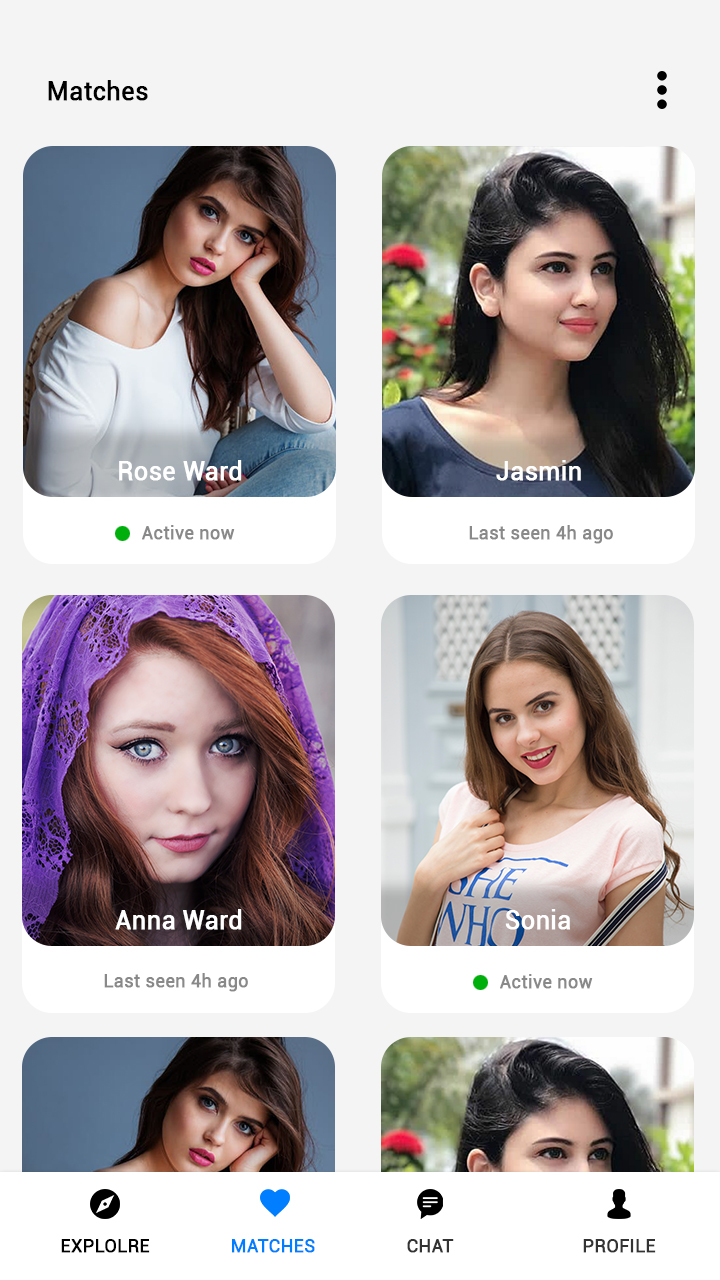 Matches
Rose Ward
Jasmin
Active now
Last seen 4h ago
SHE
WHO
Anna Ward
Sonia
Last seen 4h ago
Active now
EXPLOLRE
MATCHES
CHAT
PROFILE